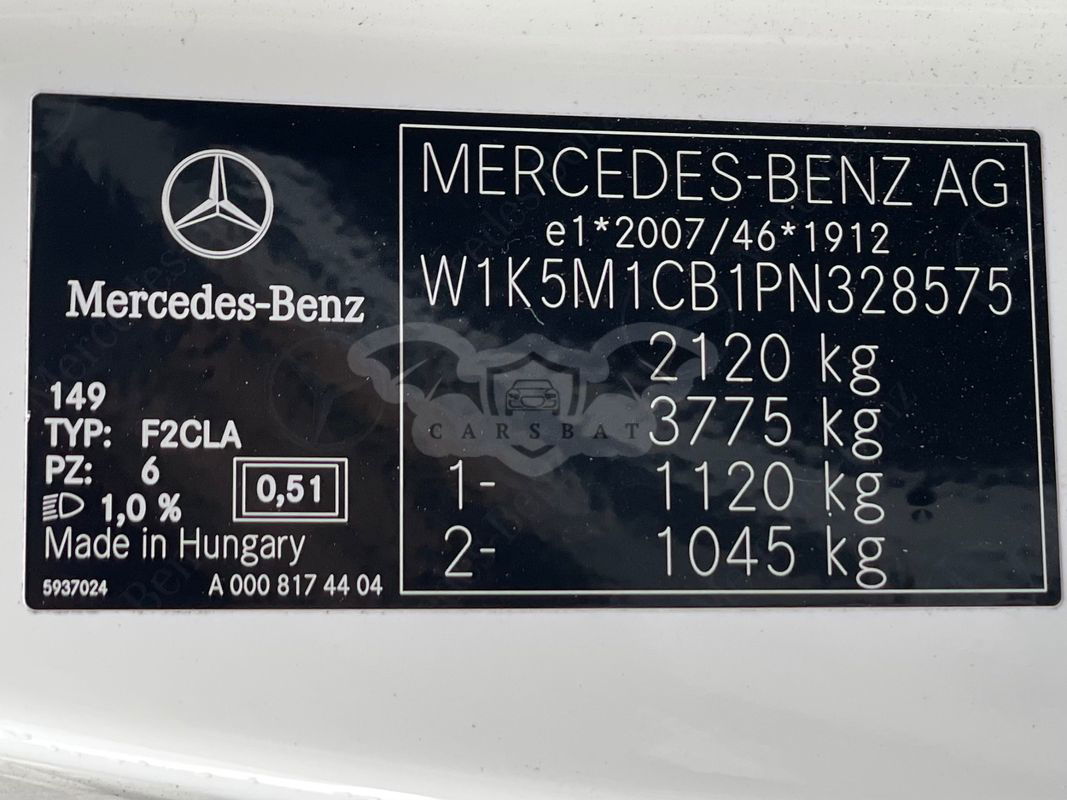 Mercedes-Benz
149
TYP: F2CLA
PZ: 6
1,0 %
0,51
Made in Hungary
5937024
A 000 817 44 04
MERCEDES-BENZ AG
e1*2007/46*1912
W1K5M1CB1PN328575
2120 kg
3775 kg
1- 1120 kg
2- 1045 kg
CARSBAT